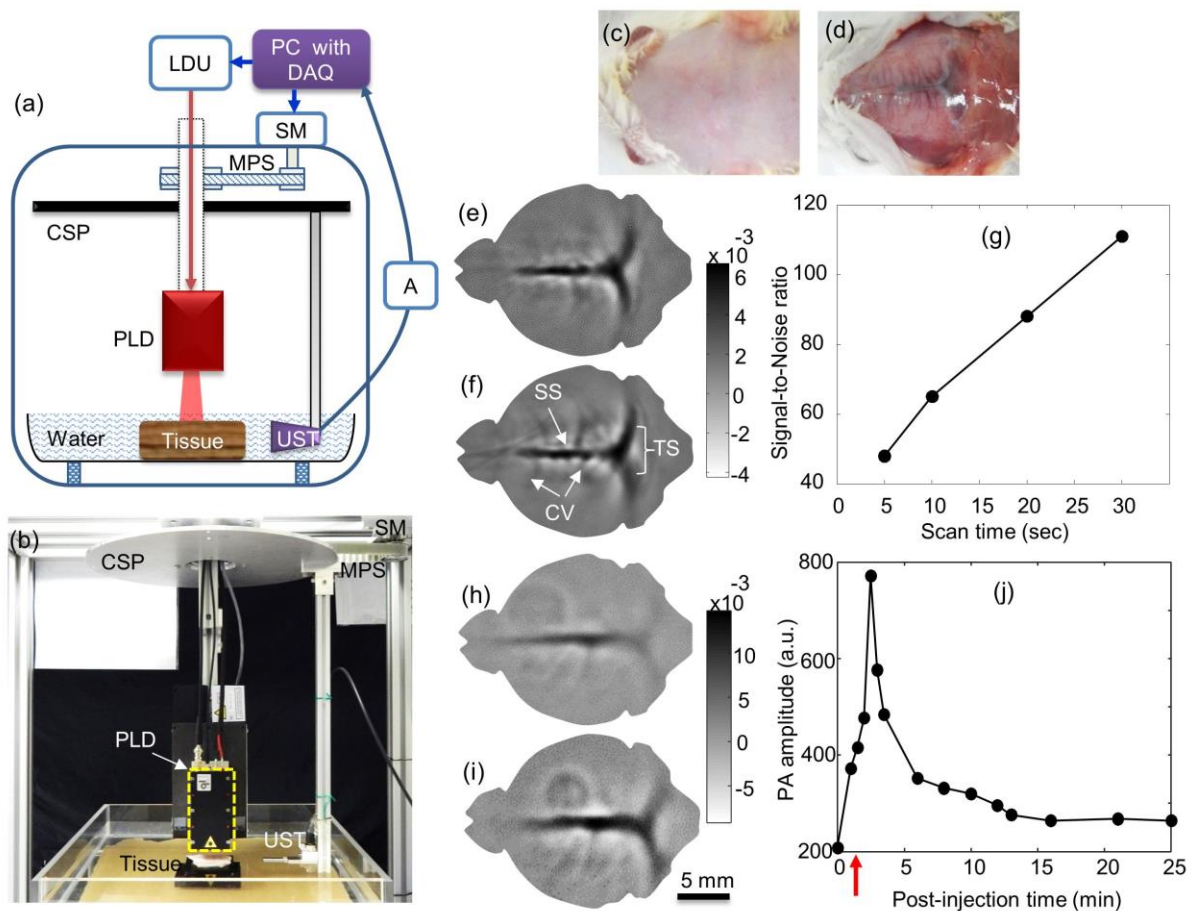 (a)
LDU
PC with
DAQ
SM
MPS
CSP
A
PLD
Water
Tissue
UST
(b)
CSP
SM
MPS
PLD
UST
Tissue
(c)
(d)
(e)
x 10
-3
6
4
2
0
-2
-4
(f)
SS
TS
CV
(g)
Signal-to-Noise ratio
120
100
80
60
40
0
5
10
15
20
25
30
Scan time (sec)
(h)
x10
-3
10
5
0
-5
(i)
5 mm
(j)
PA amplitude (a.u.)
800
600
400
200
0
5
10
15
20
25
Post-injection time (min)